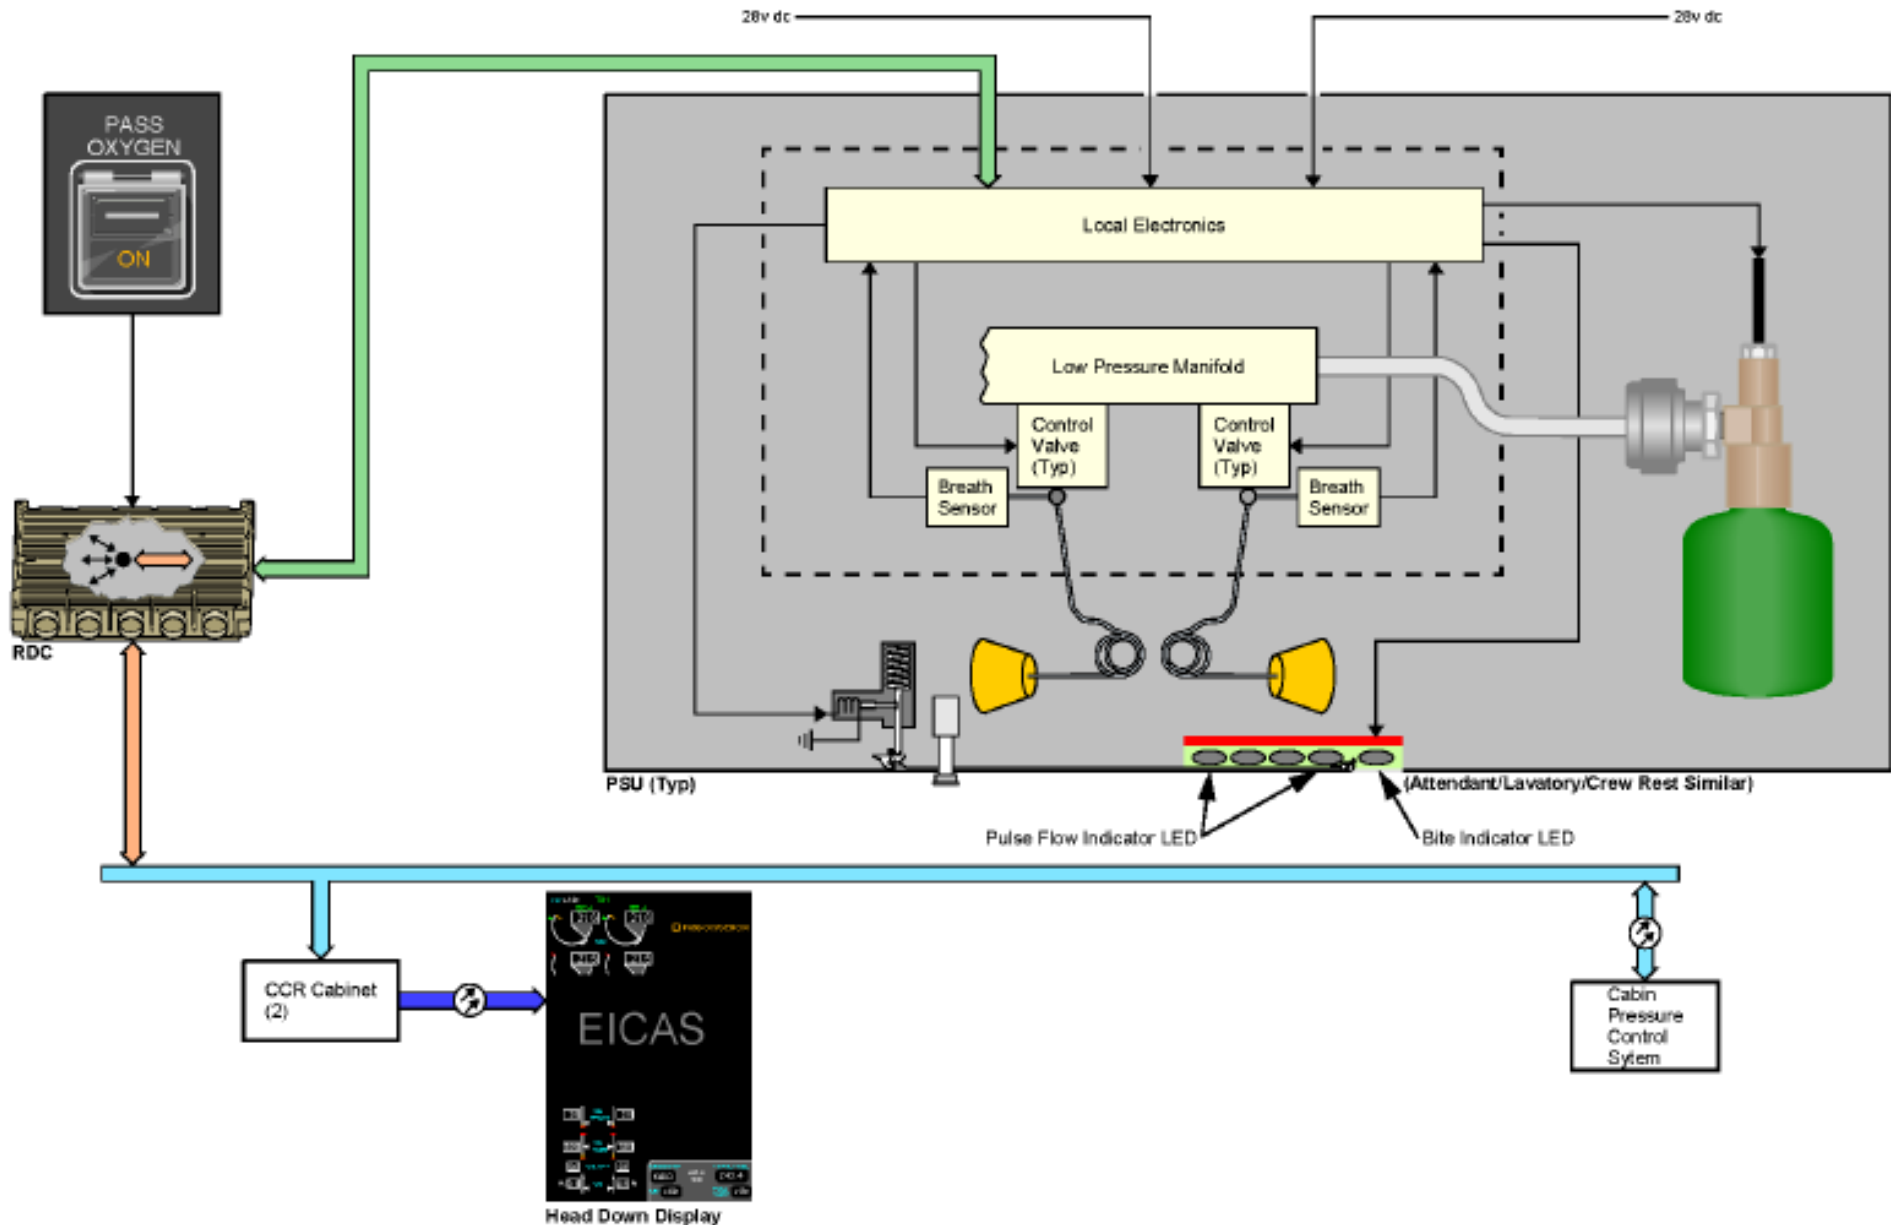 28v dc
28v dc
PASS
OXYGEN
ON
Local Electronics
Low Pressure Manifold
Control
Valve
(Typ)
Control
Valve
(Typ)
Breath
Sensor
Breath
Sensor
RDC
PSU (Typ)
(Attendant/Lavatory/Crew Rest Similar)
Pulse Flow Indicator LED
Bite Indicator LED
CCR Cabinet
(2)
EICAS
Cabin
Pressure
Control
Sytem
Head Down Display